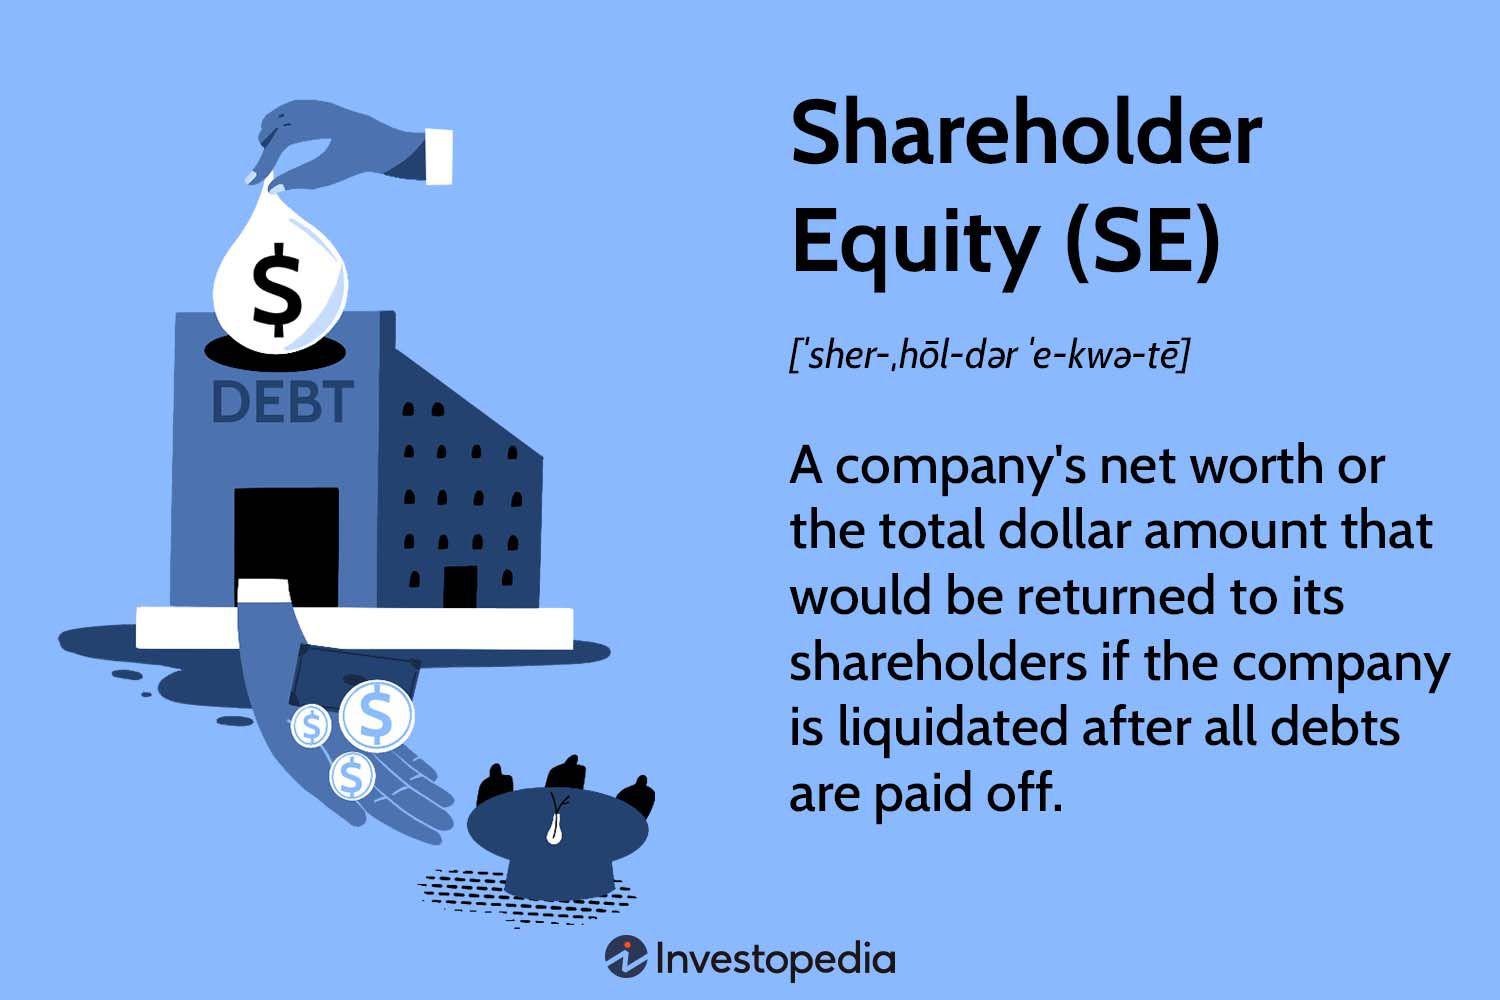 $
DEBT
$
$
$
Shareholder
Equity (SE)
[ˈsher-ˌhōl-dər ˈe-kwə-tē]
A company's net worth or
the total dollar amount that
would be returned to its
shareholders if the company
is liquidated after all debts
are paid off.
Investopedia